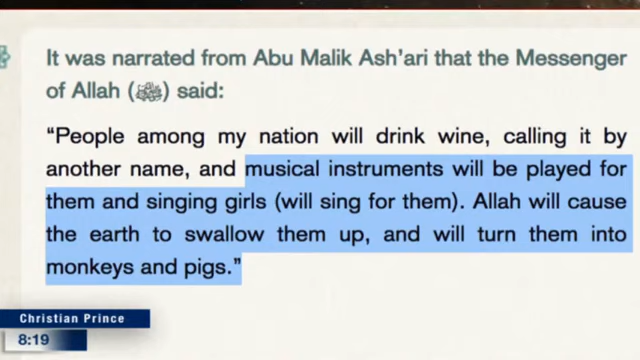 It was narrated from Abu Malik Ash'ari that the Messenger
of Allah (ﷺ) said:
“People among my nation will drink wine, calling it by
another name, and musical instruments will be played for
them and singing girls (will sing for them). Allah will cause
the earth to swallow them up, and will turn them into
monkeys and pigs.”
Christian Prince
8:19